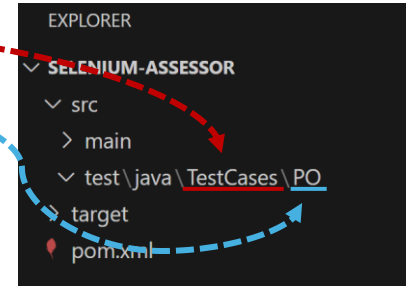 EXPLORER
SELENIUM-ASSESSOR
src
main
test\java\TestCases\PO
target
pom.xml